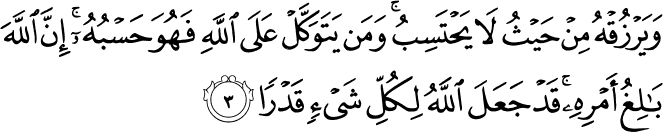 وَيَرۡزُقۡهُ مِنۡ حَيۡثُ لَا يَحۡتَسِبُۚ وَمَن يَتَوَكَّلۡ عَلَى ٱللَّهِ فَهُوَ حَسۡبُهُۥٓۚ إِنَّ ٱللَّهَ
بَٰلِغُ أَمۡرِهِۦۚ قَدۡ جَعَلَ ٱللَّهُ لِكُلِّ شَيۡءٖ قَدۡرٗا ٣